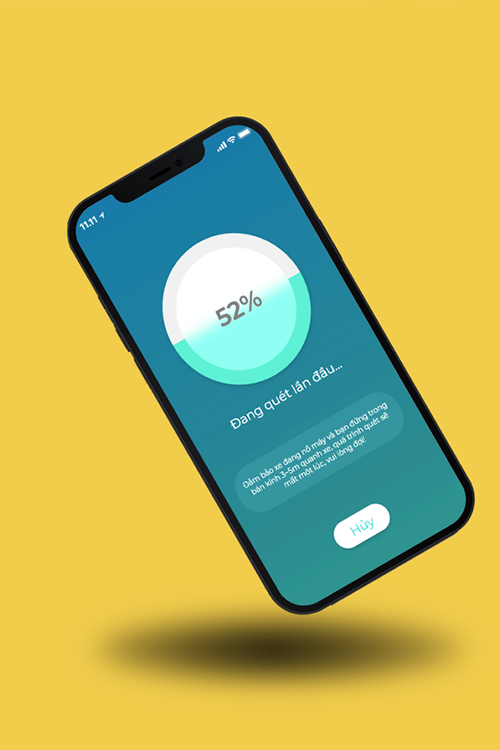 11.11
52%
Đang quét lần đầu...
Đảm bảo xe đang nổ máy và bạn đứng trong
bán kính 3-5m quanh xe, quá trình quét sẽ
mất một lúc, vui lòng đợi!
Hủy